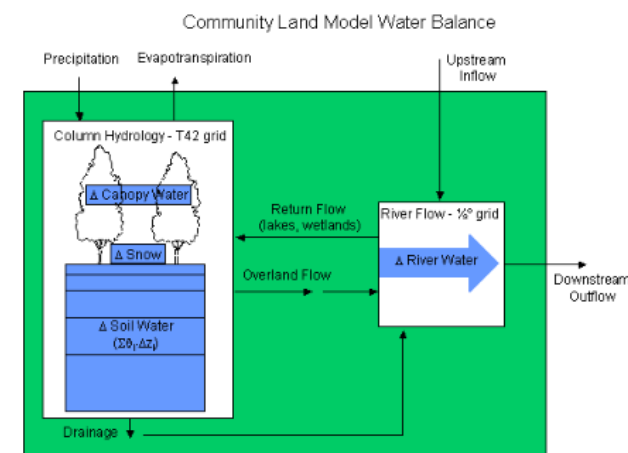 Community Land Model Water Balance
Precipitation
Evapotranspiration
Upstream
Inflow
Column Hydrology - T42 grid
Δ Canopy Water
Δ Snow
Δ Soil Water
(Σθᵢ·Δzᵢ)
Return Flow
(lakes, wetlands)
Overland Flow
River Flow - ½° grid
Δ River Water
Downstream
Outflow
Drainage